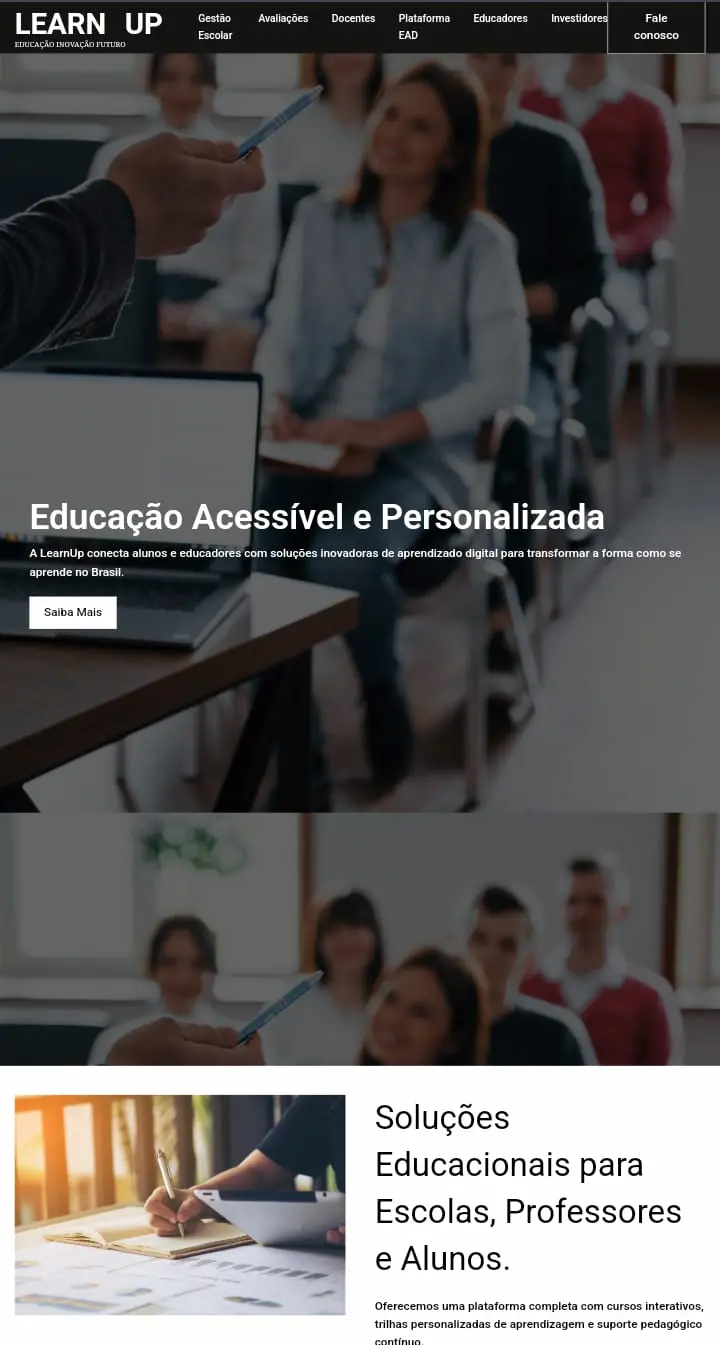 LEARN UP
EDUCAÇÃO INOVAÇÃO FUTURO
Gestão
Escolar
Avaliações
Docentes
Plataforma
EAD
Educadores
Investidores
Fale
conosco
Educação Acessível e Personalizada
A LearnUp conecta alunos e educadores com soluções inovadoras de aprendizado digital para transformar a forma como se
aprende no Brasil.
Saiba Mais
Soluções
Educacionais para
Escolas, Professores
e Alunos.
Oferecemos uma plataforma completa com cursos interativos,
trilhas personalizadas de aprendizagem e suporte pedagógico
contínuo.